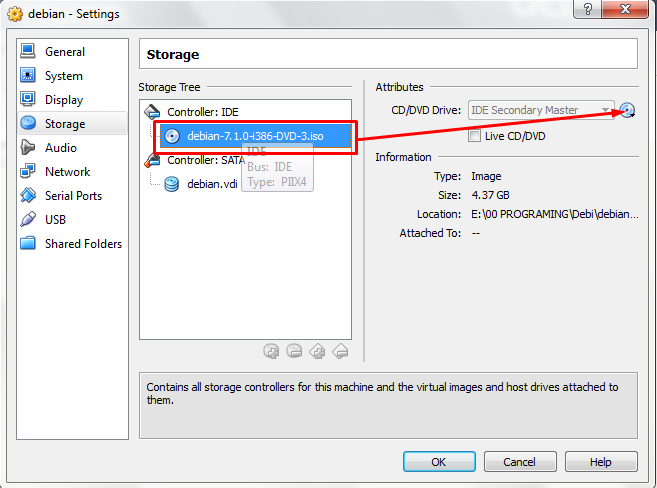 debian - Settings
General
System
Display
Storage
Audio
Network
Serial Ports
USB
Shared Folders
Storage
Storage Tree
Controller: IDE
debian-7.1.0-i386-DVD-3.iso
Controller: SATA
debian.vdi
IDE
Bus: IDE
Type: PIIX4
Attributes
CD/DVD Drive: IDE Secondary Master
Live CD/DVD
Information
Type: Image
Size: 4.37 GB
Location: E:\00 PROGRAMING\Debi\debian...
Attached To: --
Contains all storage controllers for this machine and the virtual images and host drives attached to
them.
OK Cancel Help